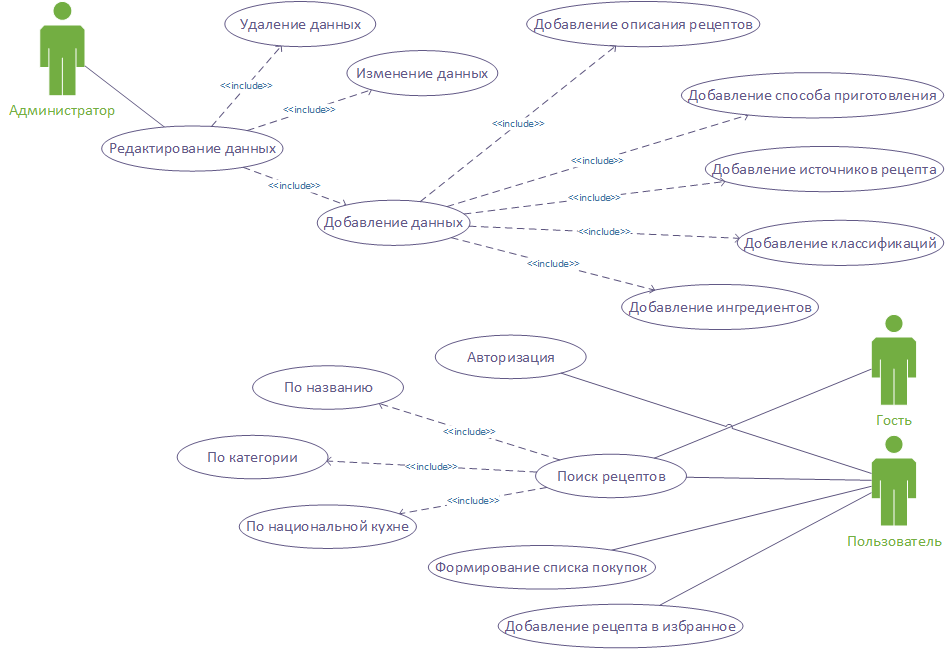 Удаление данных
Добавление описания рецептов
Изменение данных
<<include>>
Добавление способа приготовления
Администратор
<<include>>
<<include>>
Редактирование данных
<<include>>
Добавление источников рецепта
<<include>>
<<include>>
Добавление данных
<<include>>
Добавление классификаций
<<include>>
Добавление ингредиентов
Авторизация
По названию
Гость
<<include>>
По категории
<<include>>
Поиск рецептов
<<include>>
По национальной кухне
Пользователь
Формирование списка покупок
Добавление рецепта в избранное